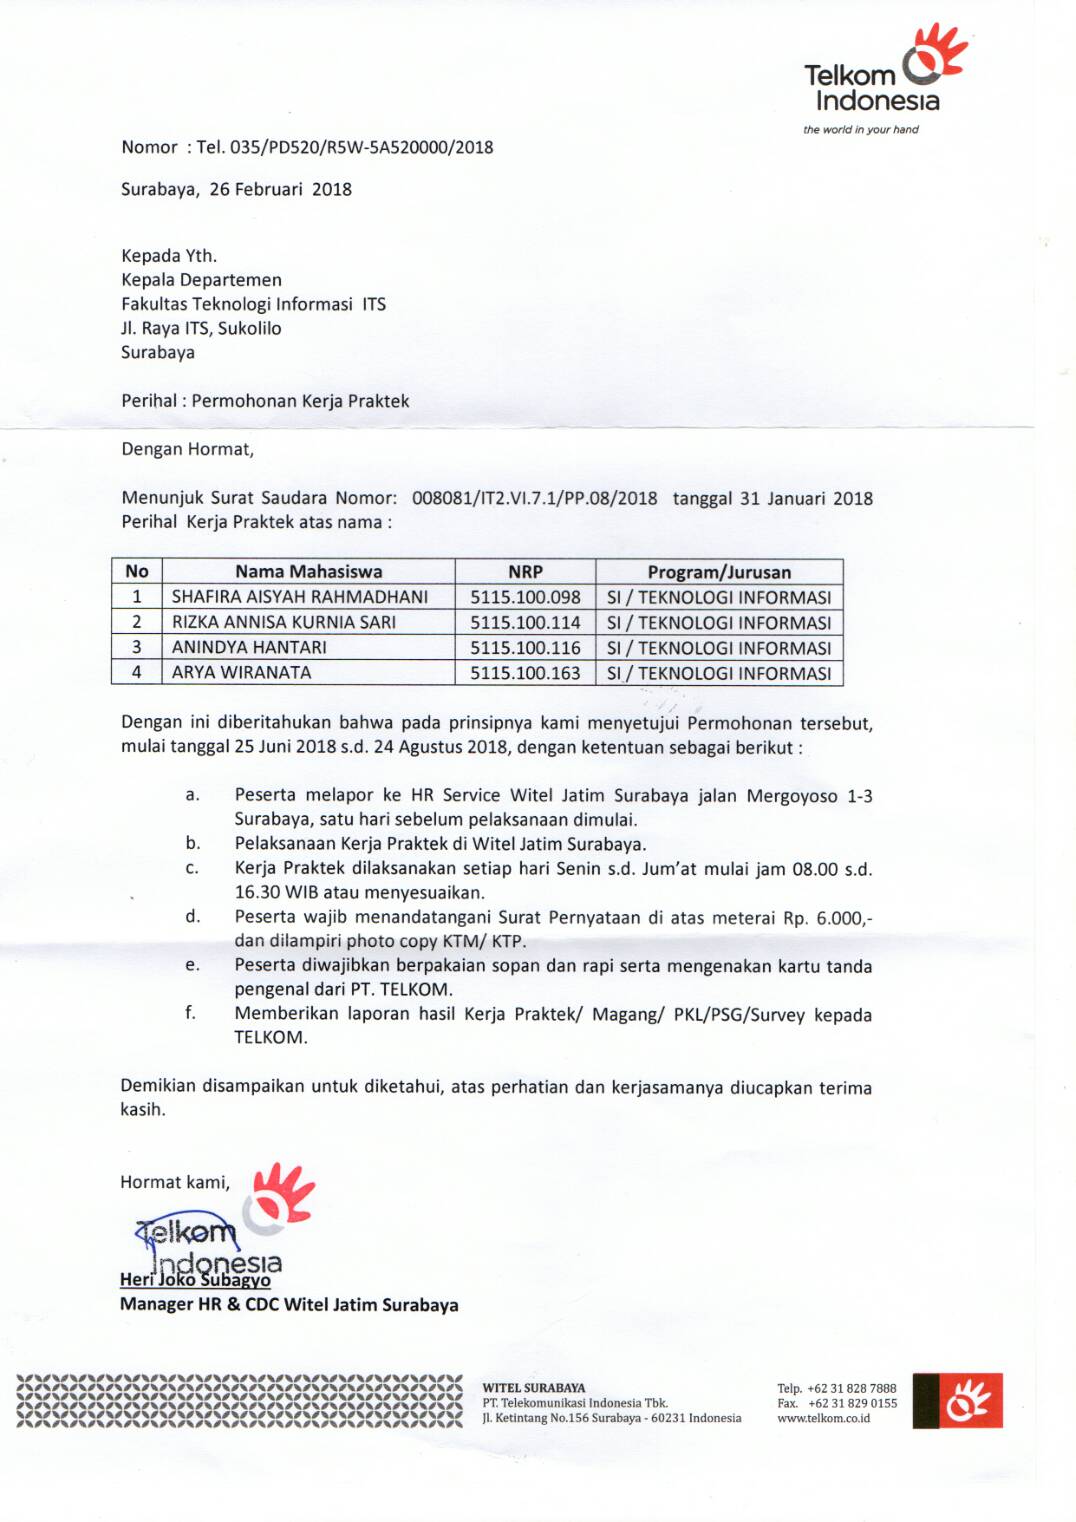 Telkom
Indonesia
the world in your hand
Nomor : Tel. 035/PD520/R5W-5A520000/2018
Surabaya, 26 Februari 2018
Kepada Yth.
Kepala Departemen
Fakultas Teknologi Informasi ITS
Jl. Raya ITS, Sukolilo
Surabaya
Perihal : Permohonan Kerja Praktek
Dengan Hormat,
Menunjuk Surat Saudara Nomor: 008081/IT2.VI.7.1/PP.08/2018 tanggal 31 Januari 2018
Perihal Kerja Praktek atas nama :
No Nama Mahasiswa NRP Program/Jurusan
1 SHAFIRA AISYAH RAHMADHANI 5115.100.098 SI / TEKNOLOGI INFORMASI
2 RIZKA ANNISA KURNIA SARI 5115.100.114 SI / TEKNOLOGI INFORMASI
3 ANINDYA HANTARI 5115.100.116 SI / TEKNOLOGI INFORMASI
4 ARYA WIRANATA 5115.100.163 SI / TEKNOLOGI INFORMASI
Dengan ini diberitahukan bahwa pada prinsipnya kami menyetujui Permohonan tersebut,
mulai tanggal 25 Juni 2018 s.d. 24 Agustus 2018, dengan ketentuan sebagai berikut :
a. Peserta melapor ke HR Service Witel Jatim Surabaya jalan Mergoyoso 1-3
Surabaya, satu hari sebelum pelaksanaan dimulai.
b. Pelaksanaan Kerja Praktek di Witel Jatim Surabaya.
c. Kerja Praktek dilaksanakan setiap hari Senin s.d. Jum'at mulai jam 08.00 s.d.
16.30 WIB atau menyesuaikan.
d. Peserta wajib menandatangani Surat Pernyataan di atas meterai Rp. 6.000,-
dan dilampiri photo copy KTM/ KTP.
e. Peserta diwajibkan berpakaian sopan dan rapi serta mengenakan kartu tanda
pengenal dari PT. TELKOM.
f. Memberikan laporan hasil Kerja Praktek/ Magang/ PKL/PSG/Survey kepada
TELKOM.
Demikian disampaikan untuk diketahui, atas perhatian dan kerjasamanya diucapkan terima
kasih.
Hormat kami,
Telkom
Indonesia
Heri Joko Subagyo
Manager HR & CDC Witel Jatim Surabaya
WITEL SURABAYA
PT. Telekomunikasi Indonesia Tbk.
Jl. Ketintang No.156 Surabaya - 60231 Indonesia
Telp. +62 31 828 7888
Fax. +62 31 829 0155
www.telkom.co.id